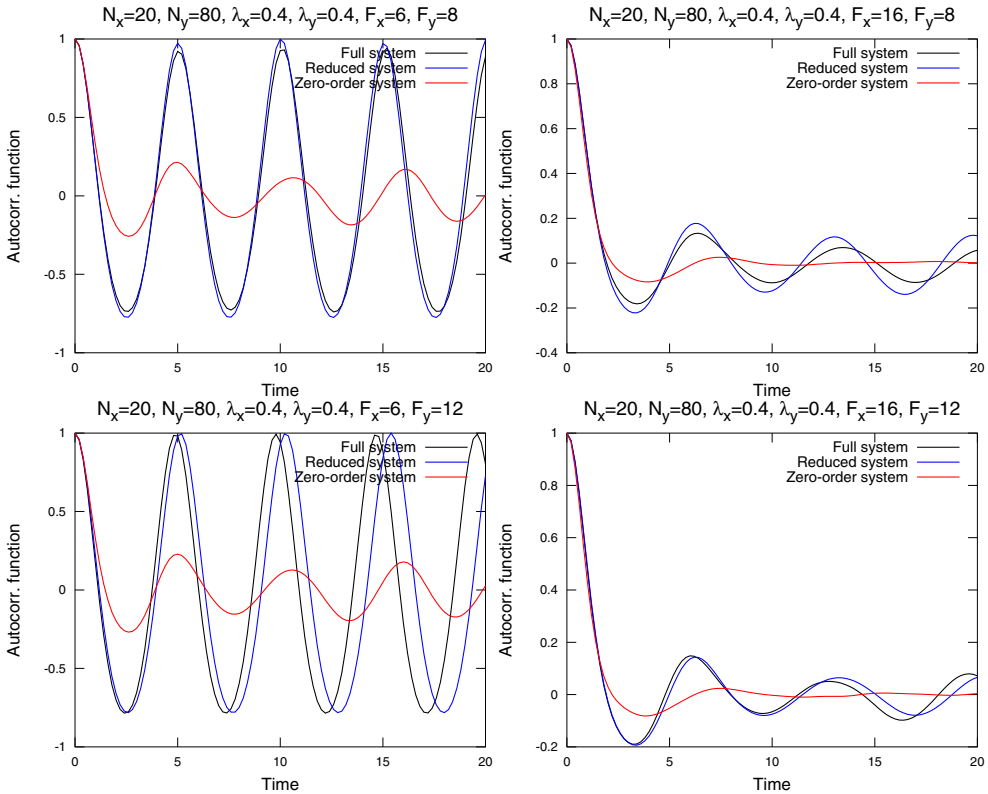 N_x=20, N_y=80, λ_x=0.4, λ_y=0.4, F_x=6, F_y=8
Full system
Reduced system
Zero-order system
Autocorr. function
1
0.5
0
-0.5
-1
0 5 10 15 20
Time
N_x=20, N_y=80, λ_x=0.4, λ_y=0.4, F_x=16, F_y=8
Full system
Reduced system
Zero-order system
Autocorr. function
1
0.8
0.6
0.4
0.2
0
-0.2
-0.4
0 5 10 15 20
Time
N_x=20, N_y=80, λ_x=0.4, λ_y=0.4, F_x=6, F_y=12
Full system
Reduced system
Zero-order system
Autocorr. function
1
0.5
0
-0.5
-1
0 5 10 15 20
Time
N_x=20, N_y=80, λ_x=0.4, λ_y=0.4, F_x=16, F_y=12
Full system
Reduced system
Zero-order system
Autocorr. function
1
0.8
0.6
0.4
0.2
0
-0.2
0 5 10 15 20
Time